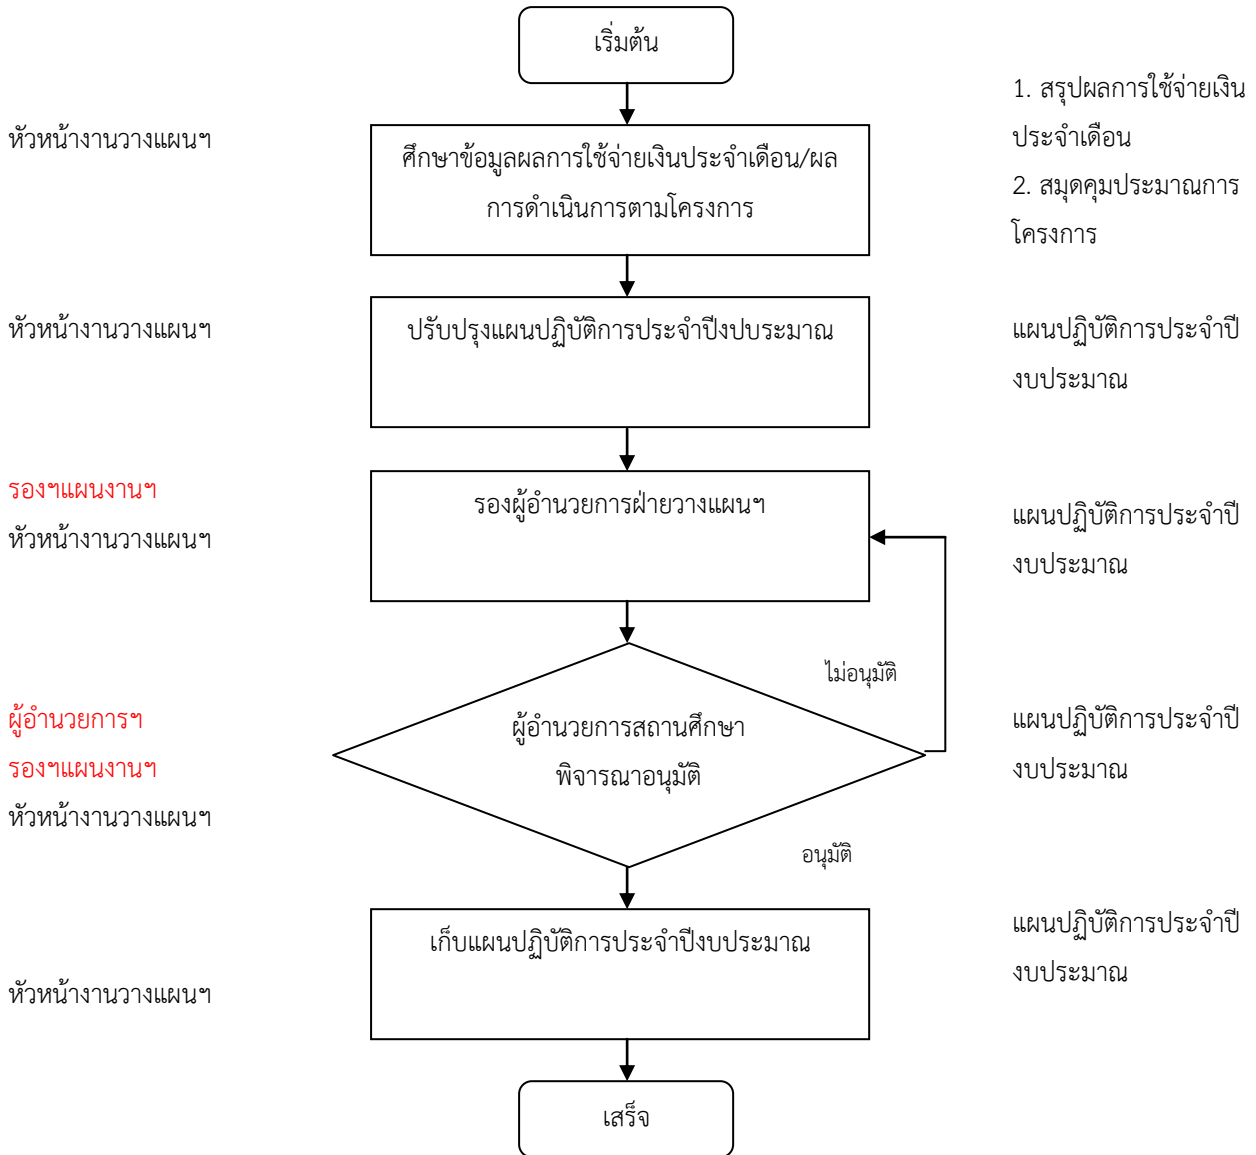 เริ่มต้น
หัวหน้างานวางแผนฯ
ศึกษาข้อมูลผลการใช้จ่ายเงินประจำเดือน/ผล
การดำเนินการตามโครงการ
1. สรุปผลการใช้จ่ายเงิน
ประจำเดือน
2. สมุดคุมประมาณการ
โครงการ
หัวหน้างานวางแผนฯ
ปรับปรุงแผนปฏิบัติการประจำปีงปบระมาณ
แผนปฏิบัติการประจำปี
งบประมาณ
รองฯแผนงานฯ
หัวหน้างานวางแผนฯ
รองผู้อำนวยการฝ่ายวางแผนฯ
แผนปฏิบัติการประจำปี
งบประมาณ
ไม่อนุมัติ
ผู้อำนวยการฯ
รองฯแผนงานฯ
หัวหน้างานวางแผนฯ
ผู้อำนวยการสถานศึกษา
พิจารณาอนุมัติ
แผนปฏิบัติการประจำปี
งบประมาณ
อนุมัติ
หัวหน้างานวางแผนฯ
เก็บแผนปฏิบัติการประจำปีงบประมาณ
แผนปฏิบัติการประจำปี
งบประมาณ
เสร็จ